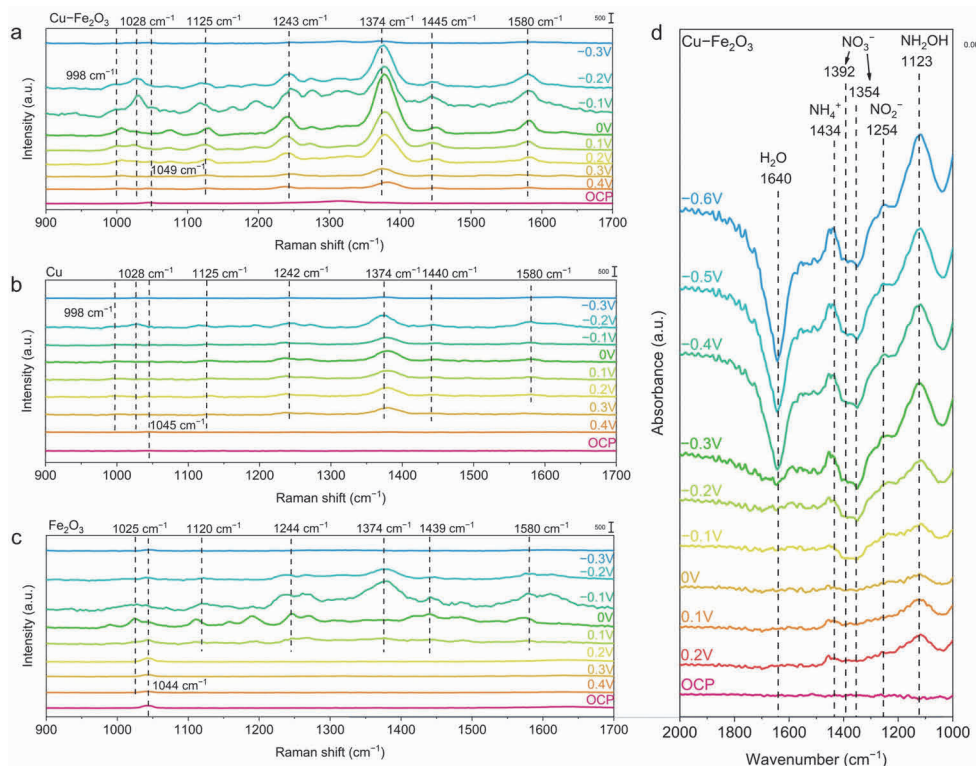 a
Cu−Fe₂O₃
1028 cm⁻¹
1125 cm⁻¹
1243 cm⁻¹
1374 cm⁻¹
1445 cm⁻¹
1580 cm⁻¹
500
998 cm⁻¹
1049 cm⁻¹
−0.3V
−0.2V
−0.1V
0V
0.1V
0.2V
0.3V
0.4V
OCP
Intensity (a.u.)
900 1000 1100 1200 1300 1400 1500 1600 1700
Raman shift (cm⁻¹)
b
Cu
1028 cm⁻¹
1125 cm⁻¹
1242 cm⁻¹
1374 cm⁻¹
1440 cm⁻¹
1580 cm⁻¹
500
998 cm⁻¹
1045 cm⁻¹
−0.3V
−0.2V
−0.1V
0V
0.1V
0.2V
0.3V
0.4V
OCP
Intensity (a.u.)
900 1000 1100 1200 1300 1400 1500 1600 1700
Raman shift (cm⁻¹)
c
Fe₂O₃
1025 cm⁻¹
1120 cm⁻¹
1244 cm⁻¹
1374 cm⁻¹
1439 cm⁻¹
1580 cm⁻¹
500
1044 cm⁻¹
−0.3V
−0.2V
−0.1V
0V
0.1V
0.2V
0.3V
0.4V
OCP
Intensity (a.u.)
900 1000 1100 1200 1300 1400 1500 1600 1700
Raman shift (cm⁻¹)
d
Cu−Fe₂O₃
NO₃⁻
1392
1354
NH₂OH
1123
NH₄⁺
1434
NO₂⁻
1254
H₂O
1640
−0.6V
−0.5V
−0.4V
−0.3V
−0.2V
−0.1V
0V
0.1V
0.2V
OCP
Absorbance (a.u.)
2000 1800 1600 1400 1200 1000
Wavenumber (cm⁻¹)